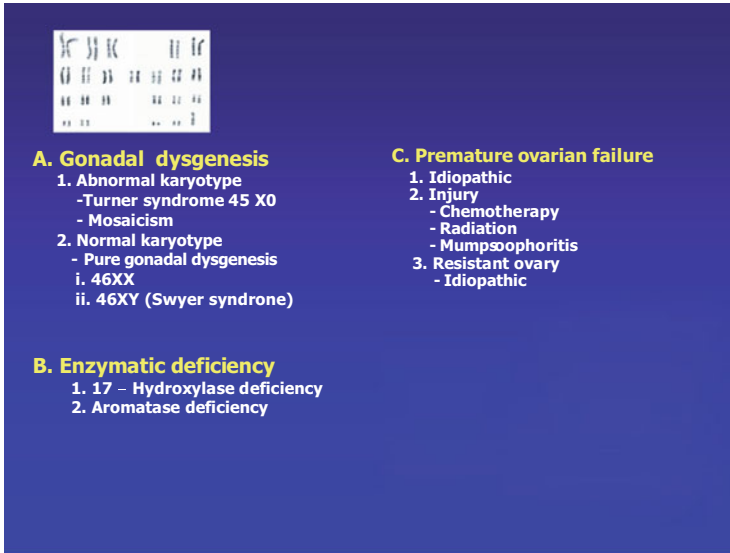 A. Gonadal dysgenesis
1. Abnormal karyotype
-Turner syndrome 45 X0
- Mosaicism
2. Normal karyotype
- Pure gonadal dysgenesis
i. 46XX
ii. 46XY (Swyer syndrone)
B. Enzymatic deficiency
1. 17 – Hydroxylase deficiency
2. Aromatase deficiency
C. Premature ovarian failure
1. Idiopathic
2. Injury
- Chemotherapy
- Radiation
- Mumpsoophoritis
3. Resistant ovary
- Idiopathic